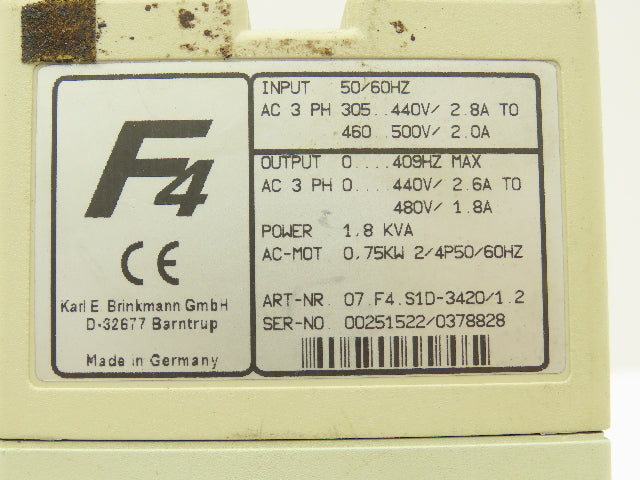 F4
CE
Karl E. Brinkmann GmbH
D-32677 Barntrup
Made in Germany
INPUT 50/60HZ
AC 3 PH 305..440V/ 2.8A TO
460..500V/ 2.0A
OUTPUT 0....409HZ MAX
AC 3 PH 0....440V/ 2.6A TO
480V/ 1.8A
POWER 1.8 KVA
AC-MOT 0.75KW 2/4P50/60HZ
ART-NR. 07.F4.S1D-3420/1.2
SER-NO. 00251522/0378828